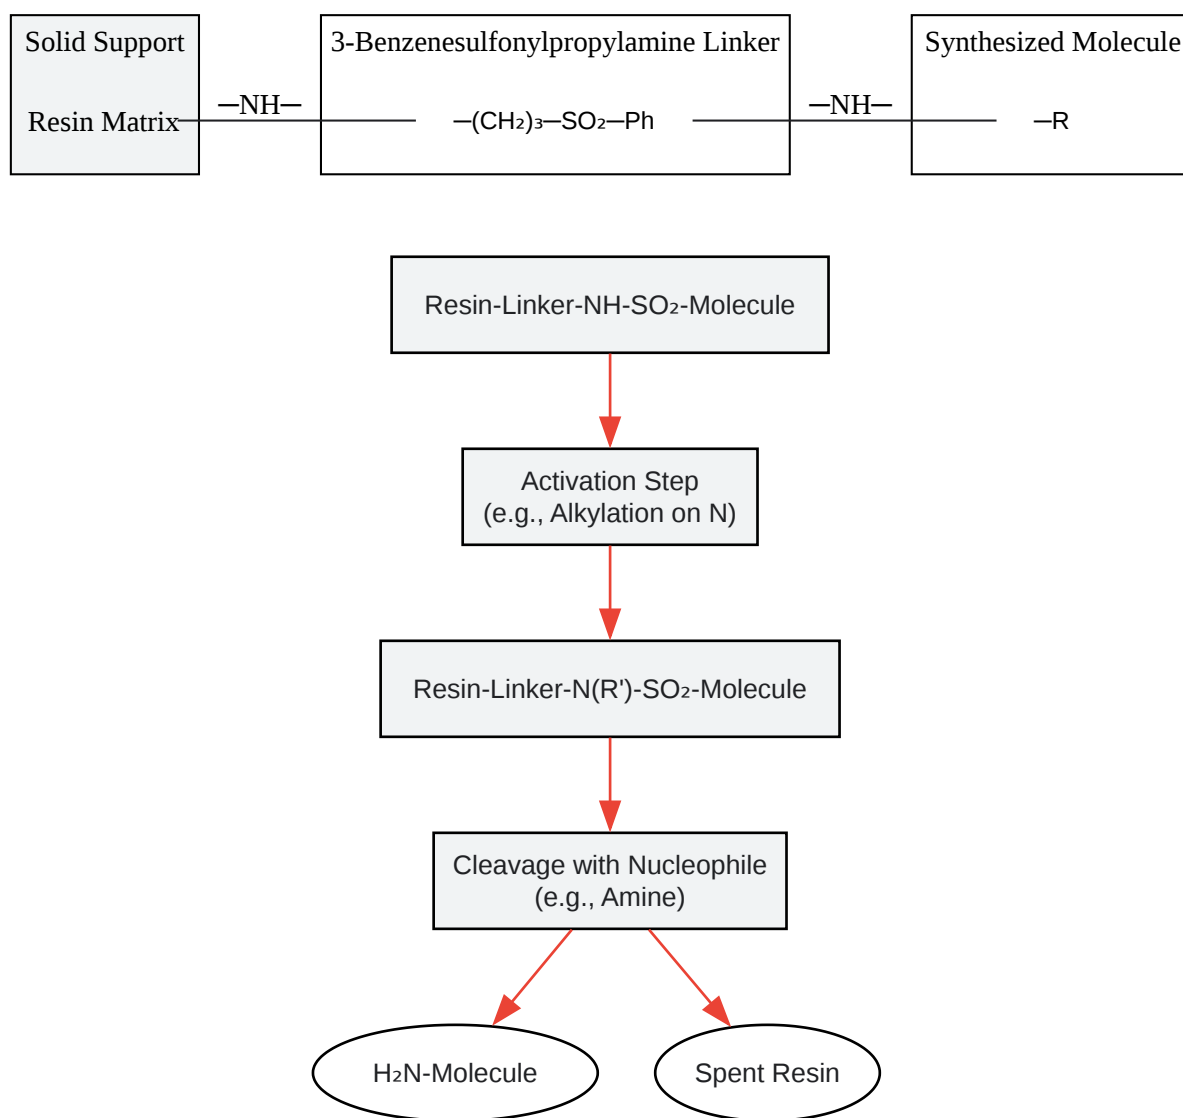 Solid Support
Resin Matrix
—NH—
3-Benzenesulfonylpropylamine Linker
—(CH₂)₃—SO₂—Ph
—NH—
Synthesized Molecule
—R
Resin-Linker-NH-SO₂-Molecule
Activation Step
(e.g., Alkylation on N)
Resin-Linker-N(R')-SO₂-Molecule
Cleavage with Nucleophile
(e.g., Amine)
H₂N-Molecule
Spent Resin